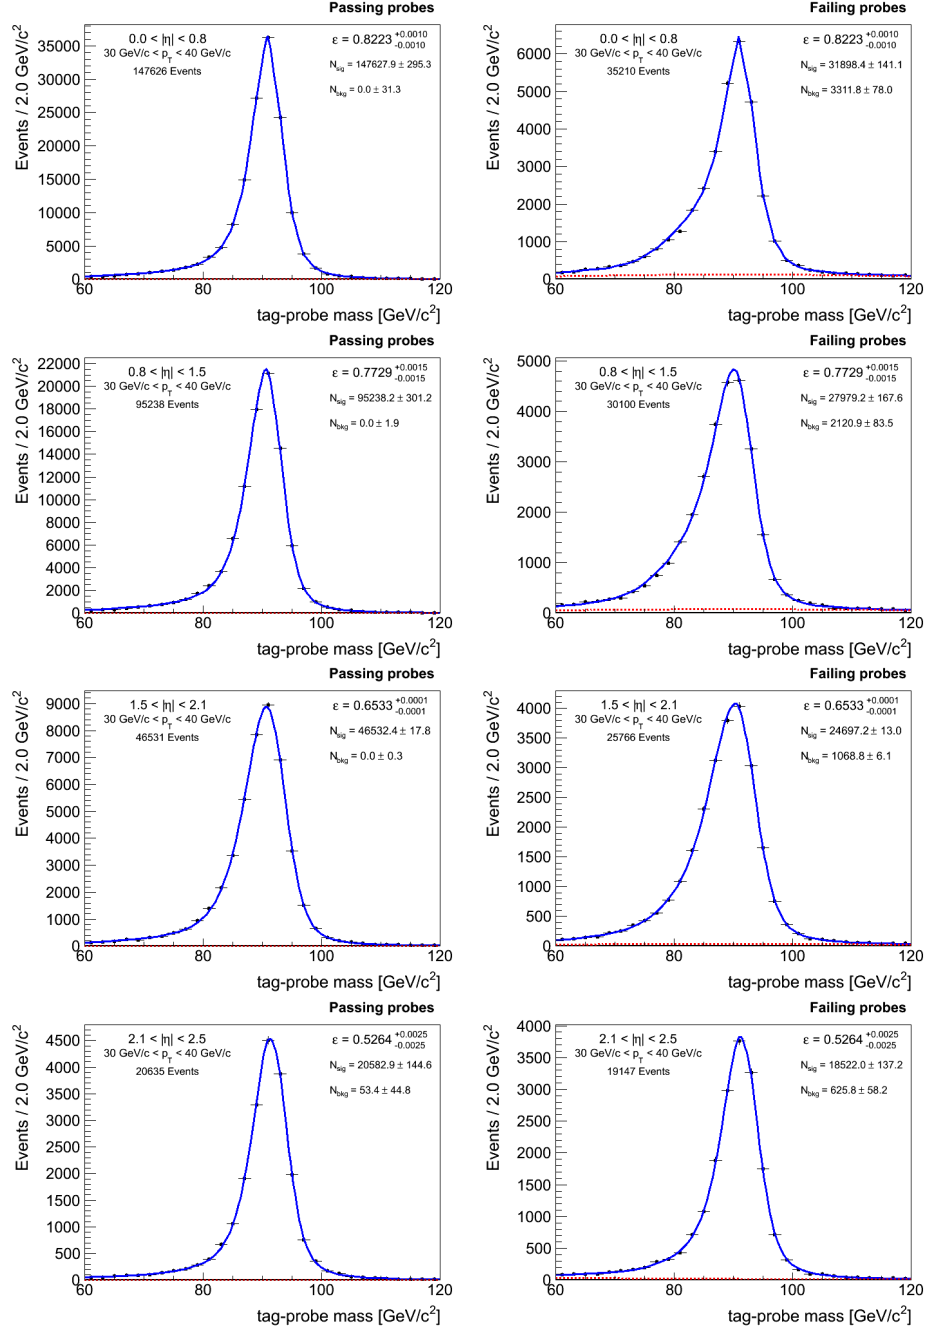 Passing probes
0.0 < |η| < 0.8
30 GeV/c < p_T < 40 GeV/c
147626 Events
ε = 0.8223 +0.0010 -0.0010
N_sig = 147627.9 ± 295.3
N_bkg = 0.0 ± 31.3
Events / 2.0 GeV/c²
35000
30000
25000
20000
15000
10000
5000
0
60 80 100 120
tag-probe mass [GeV/c²]
Failing probes
0.0 < |η| < 0.8
30 GeV/c < p_T < 40 GeV/c
35210 Events
ε = 0.8223 +0.0010 -0.0010
N_sig = 31898.4 ± 141.1
N_bkg = 3311.8 ± 78.0
Events / 2.0 GeV/c²
6000
5000
4000
3000
2000
1000
0
60 80 100 120
tag-probe mass [GeV/c²]
Passing probes
0.8 < |η| < 1.5
30 GeV/c < p_T < 40 GeV/c
95238 Events
ε = 0.7729 +0.0015 -0.0015
N_sig = 95238.2 ± 301.2
N_bkg = 0.0 ± 1.9
Events / 2.0 GeV/c²
22000
20000
18000
16000
14000
12000
10000
8000
6000
4000
2000
0
60 80 100 120
tag-probe mass [GeV/c²]
Failing probes
0.8 < |η| < 1.5
30 GeV/c < p_T < 40 GeV/c
30100 Events
ε = 0.7729 +0.0015 -0.0015
N_sig = 27979.2 ± 167.6
N_bkg = 2120.9 ± 83.5
Events / 2.0 GeV/c²
5000
4000
3000
2000
1000
0
60 80 100 120
tag-probe mass [GeV/c²]
Passing probes
1.5 < |η| < 2.1
30 GeV/c < p_T < 40 GeV/c
46531 Events
ε = 0.6533 +0.0001 -0.0001
N_sig = 46532.4 ± 17.8
N_bkg = 0.0 ± 0.3
Events / 2.0 GeV/c²
9000
8000
7000
6000
5000
4000
3000
2000
1000
0
60 80 100 120
tag-probe mass [GeV/c²]
Failing probes
1.5 < |η| < 2.1
30 GeV/c < p_T < 40 GeV/c
25766 Events
ε = 0.6533 +0.0001 -0.0001
N_sig = 24697.2 ± 13.0
N_bkg = 1068.8 ± 6.1
Events / 2.0 GeV/c²
4000
3500
3000
2500
2000
1500
1000
500
0
60 80 100 120
tag-probe mass [GeV/c²]
Passing probes
2.1 < |η| < 2.5
30 GeV/c < p_T < 40 GeV/c
20635 Events
ε = 0.5264 +0.0025 -0.0025
N_sig = 20582.9 ± 144.6
N_bkg = 53.4 ± 44.8
Events / 2.0 GeV/c²
4500
4000
3500
3000
2500
2000
1500
1000
500
0
60 80 100 120
tag-probe mass [GeV/c²]
Failing probes
2.1 < |η| < 2.5
30 GeV/c < p_T < 40 GeV/c
19147 Events
ε = 0.5264 +0.0025 -0.0025
N_sig = 18522.0 ± 137.2
N_bkg = 625.8 ± 58.2
Events / 2.0 GeV/c²
4000
3500
3000
2500
2000
1500
1000
500
0
60 80 100 120
tag-probe mass [GeV/c²]